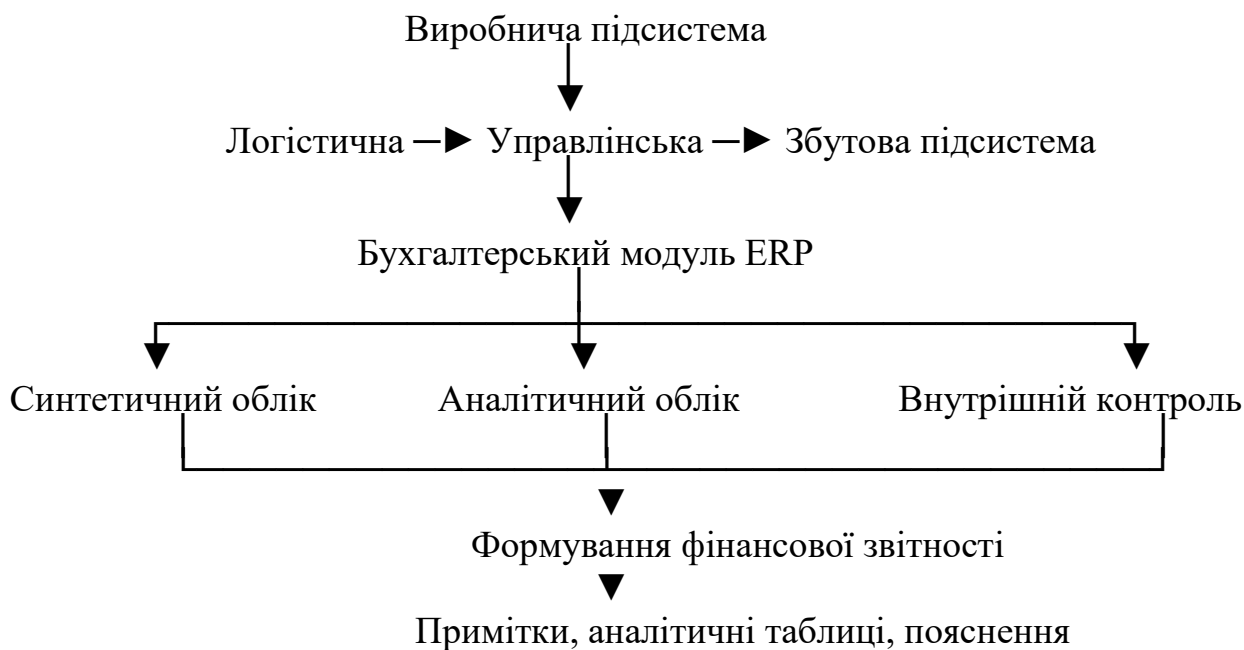 Виробнича підсистема
Логістична Управлінська Збутова підсистема
Бухгалтерський модуль ERP
Синтетичний облік Аналітичний облік Внутрішній контроль
Формування фінансової звітності
Примітки, аналітичні таблиці, пояснення